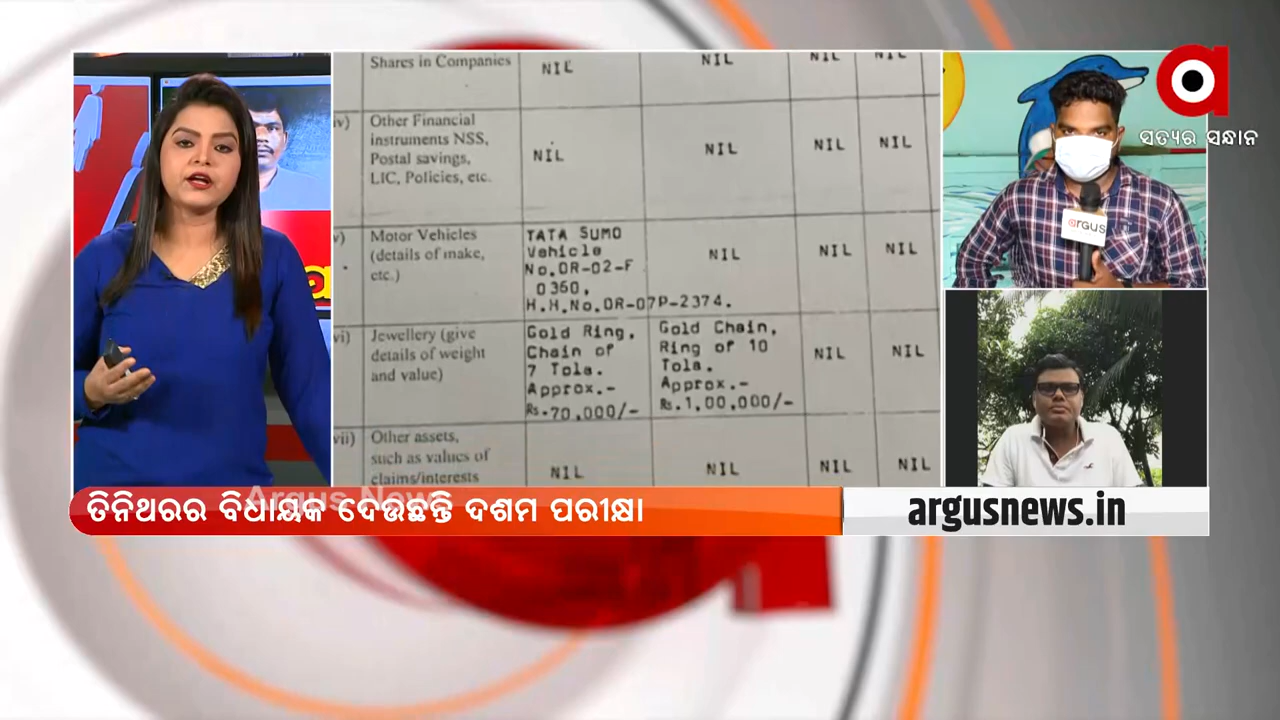 ସତ୍ୟର ସନ୍ଧାନ
Shares in Companies NIL NIL NIL NIL
iv) Other Financial instruments NSS, Postal savings, LIC, Policies, etc. NIL NIL NIL NIL
v) Motor Vehicles (details of make, etc.) TATA SUMO Vehicle No.OR-02-F 0360, H.H.No.OR-07P-2374. NIL NIL NIL
vi) Jewellery (give details of weight and value) Gold Ring, Chain of 7 Tola. Approx.- Rs.70,000/- Gold Chain, Ring of 10 Tola. Approx.- Rs.1,00,000/- NIL NIL
vii) Other assets, such as values of claims/interests NIL NIL NIL NIL
argus
Argus News
ତିନିଥରର ବିଧାୟକ ଦେଉଛନ୍ତି ଦଶମ ପରୀକ୍ଷା
argusnews.in